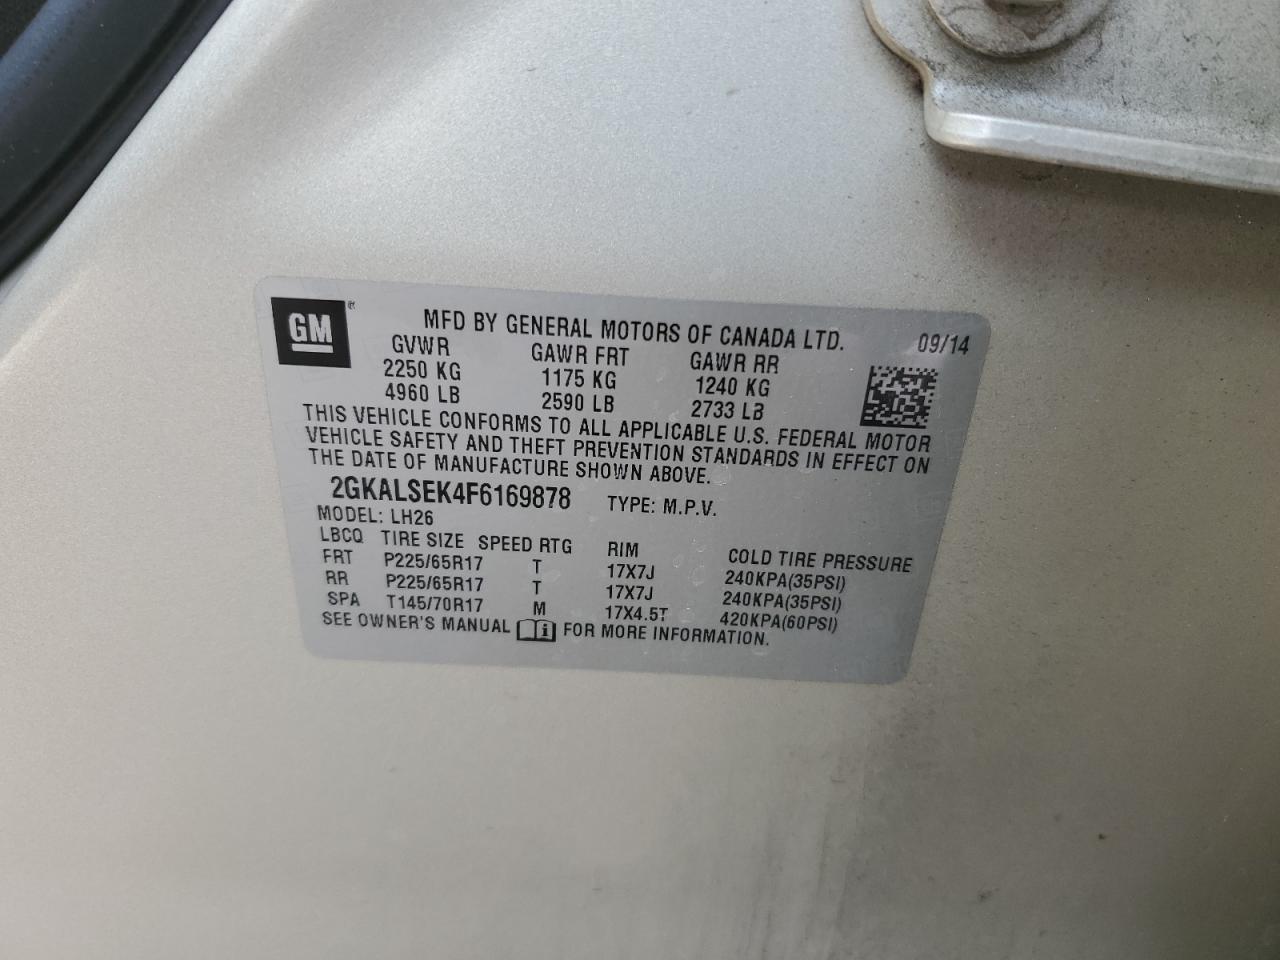 GM ®
MFD BY GENERAL MOTORS OF CANADA LTD. 09/14
GVWR GAWR FRT GAWR RR
2250 KG 1175 KG 1240 KG
4960 LB 2590 LB 2733 LB
THIS VEHICLE CONFORMS TO ALL APPLICABLE U.S. FEDERAL MOTOR
VEHICLE SAFETY AND THEFT PREVENTION STANDARDS IN EFFECT ON
THE DATE OF MANUFACTURE SHOWN ABOVE.
2GKALSEK4F6169878 TYPE: M.P.V.
MODEL: LH26
LBCQ TIRE SIZE SPEED RTG RIM COLD TIRE PRESSURE
FRT P225/65R17 T 17X7J 240KPA(35PSI)
RR P225/65R17 T 17X7J 240KPA(35PSI)
SPA T145/70R17 M 17X4.5T 420KPA(60PSI)
SEE OWNER'S MANUAL i FOR MORE INFORMATION.